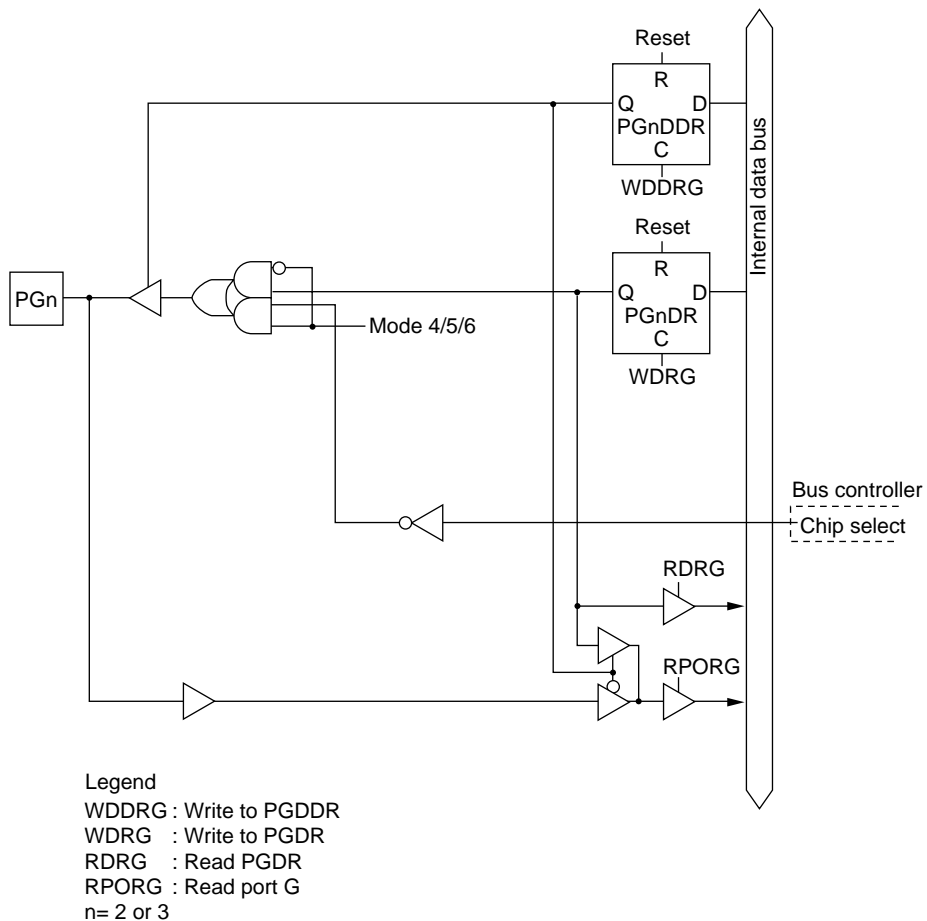 Reset
R
Q D
PGnDDR
C
WDDRG
Internal data bus
Reset
R
Q D
PGnDR
C
WDRG
PGn
Mode 4/5/6
Bus controller
Chip select
RDRG
RPORG
Legend
WDDRG : Write to PGDDR
WDRG : Write to PGDR
RDRG : Read PGDR
RPORG : Read port G
n= 2 or 3